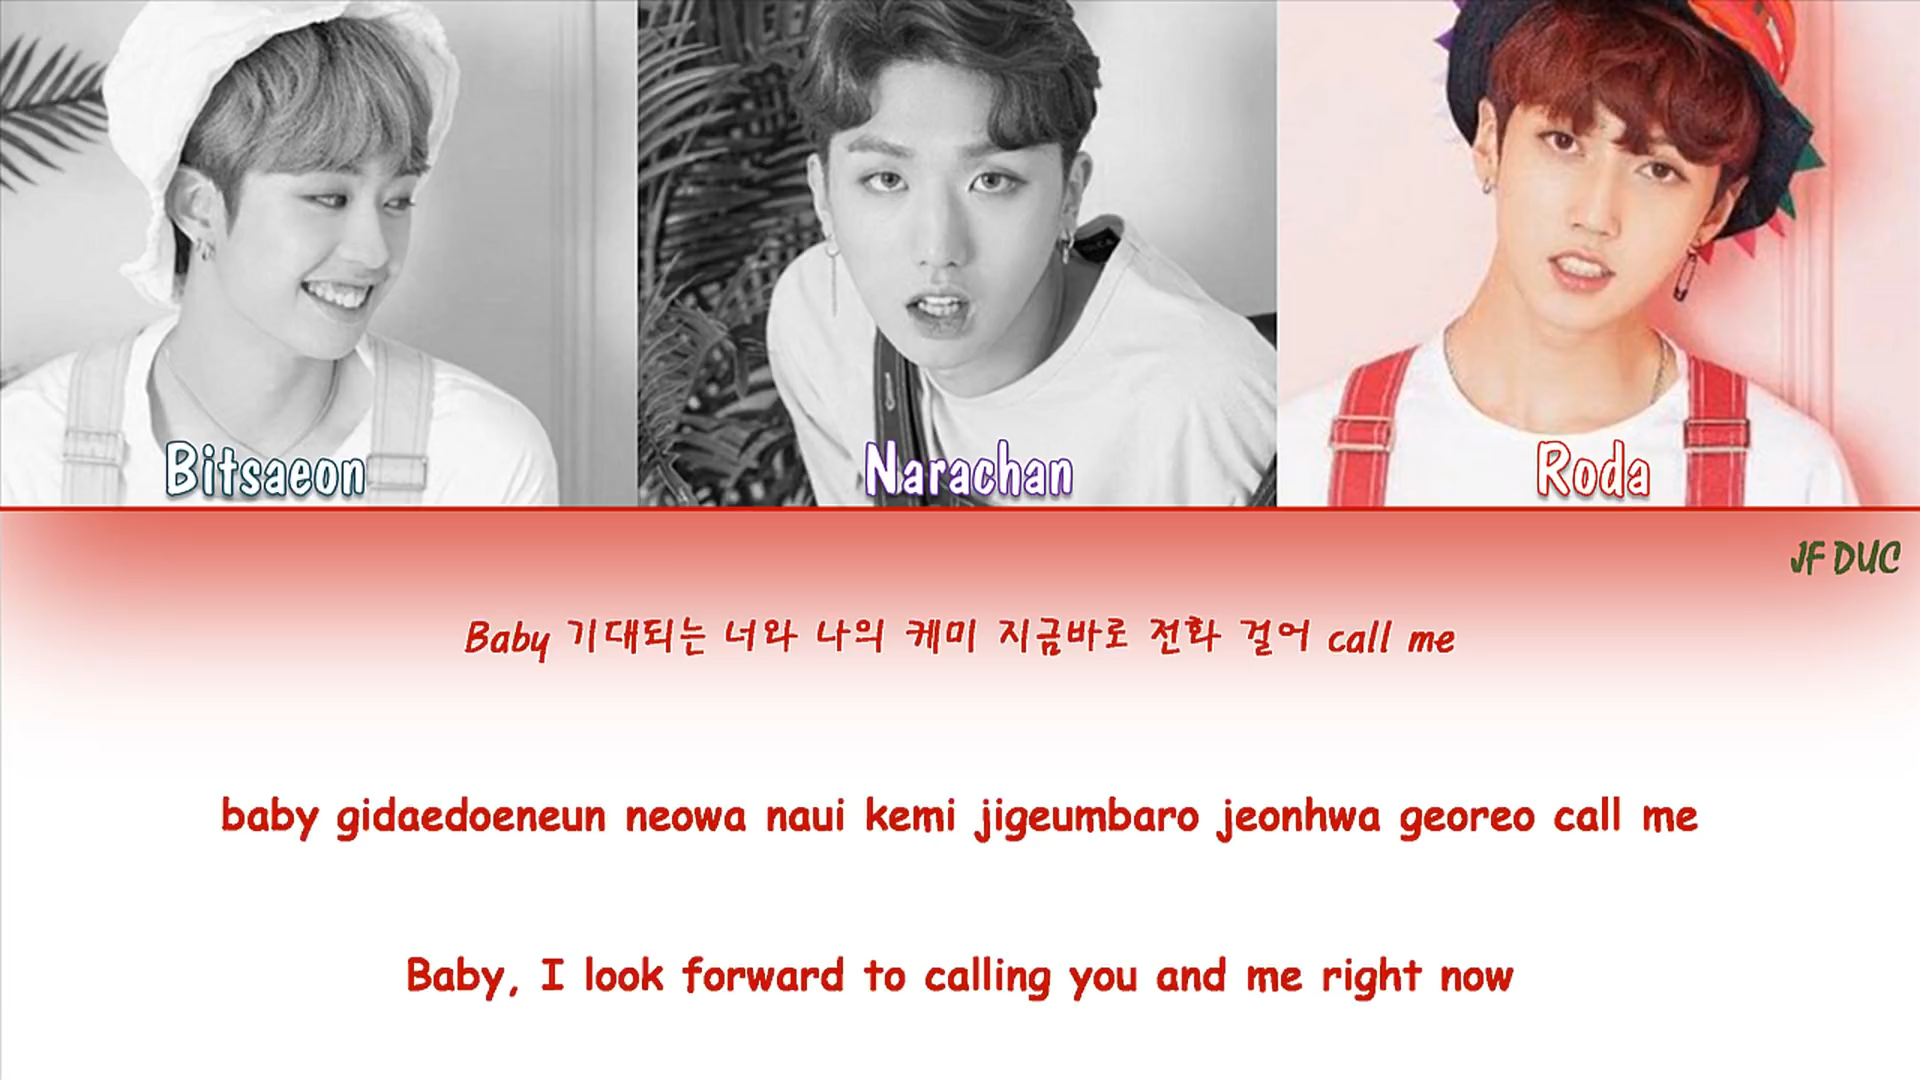 Bitsaeon
Narachan
Roda
JF DUC
Baby 기대되는 너와 나의 케미 지금바로 전화 걸어 call me
baby gidaedoeneun neowa naui kemi jigeumbaro jeonhwa georeo call me
Baby, I look forward to calling you and me right now